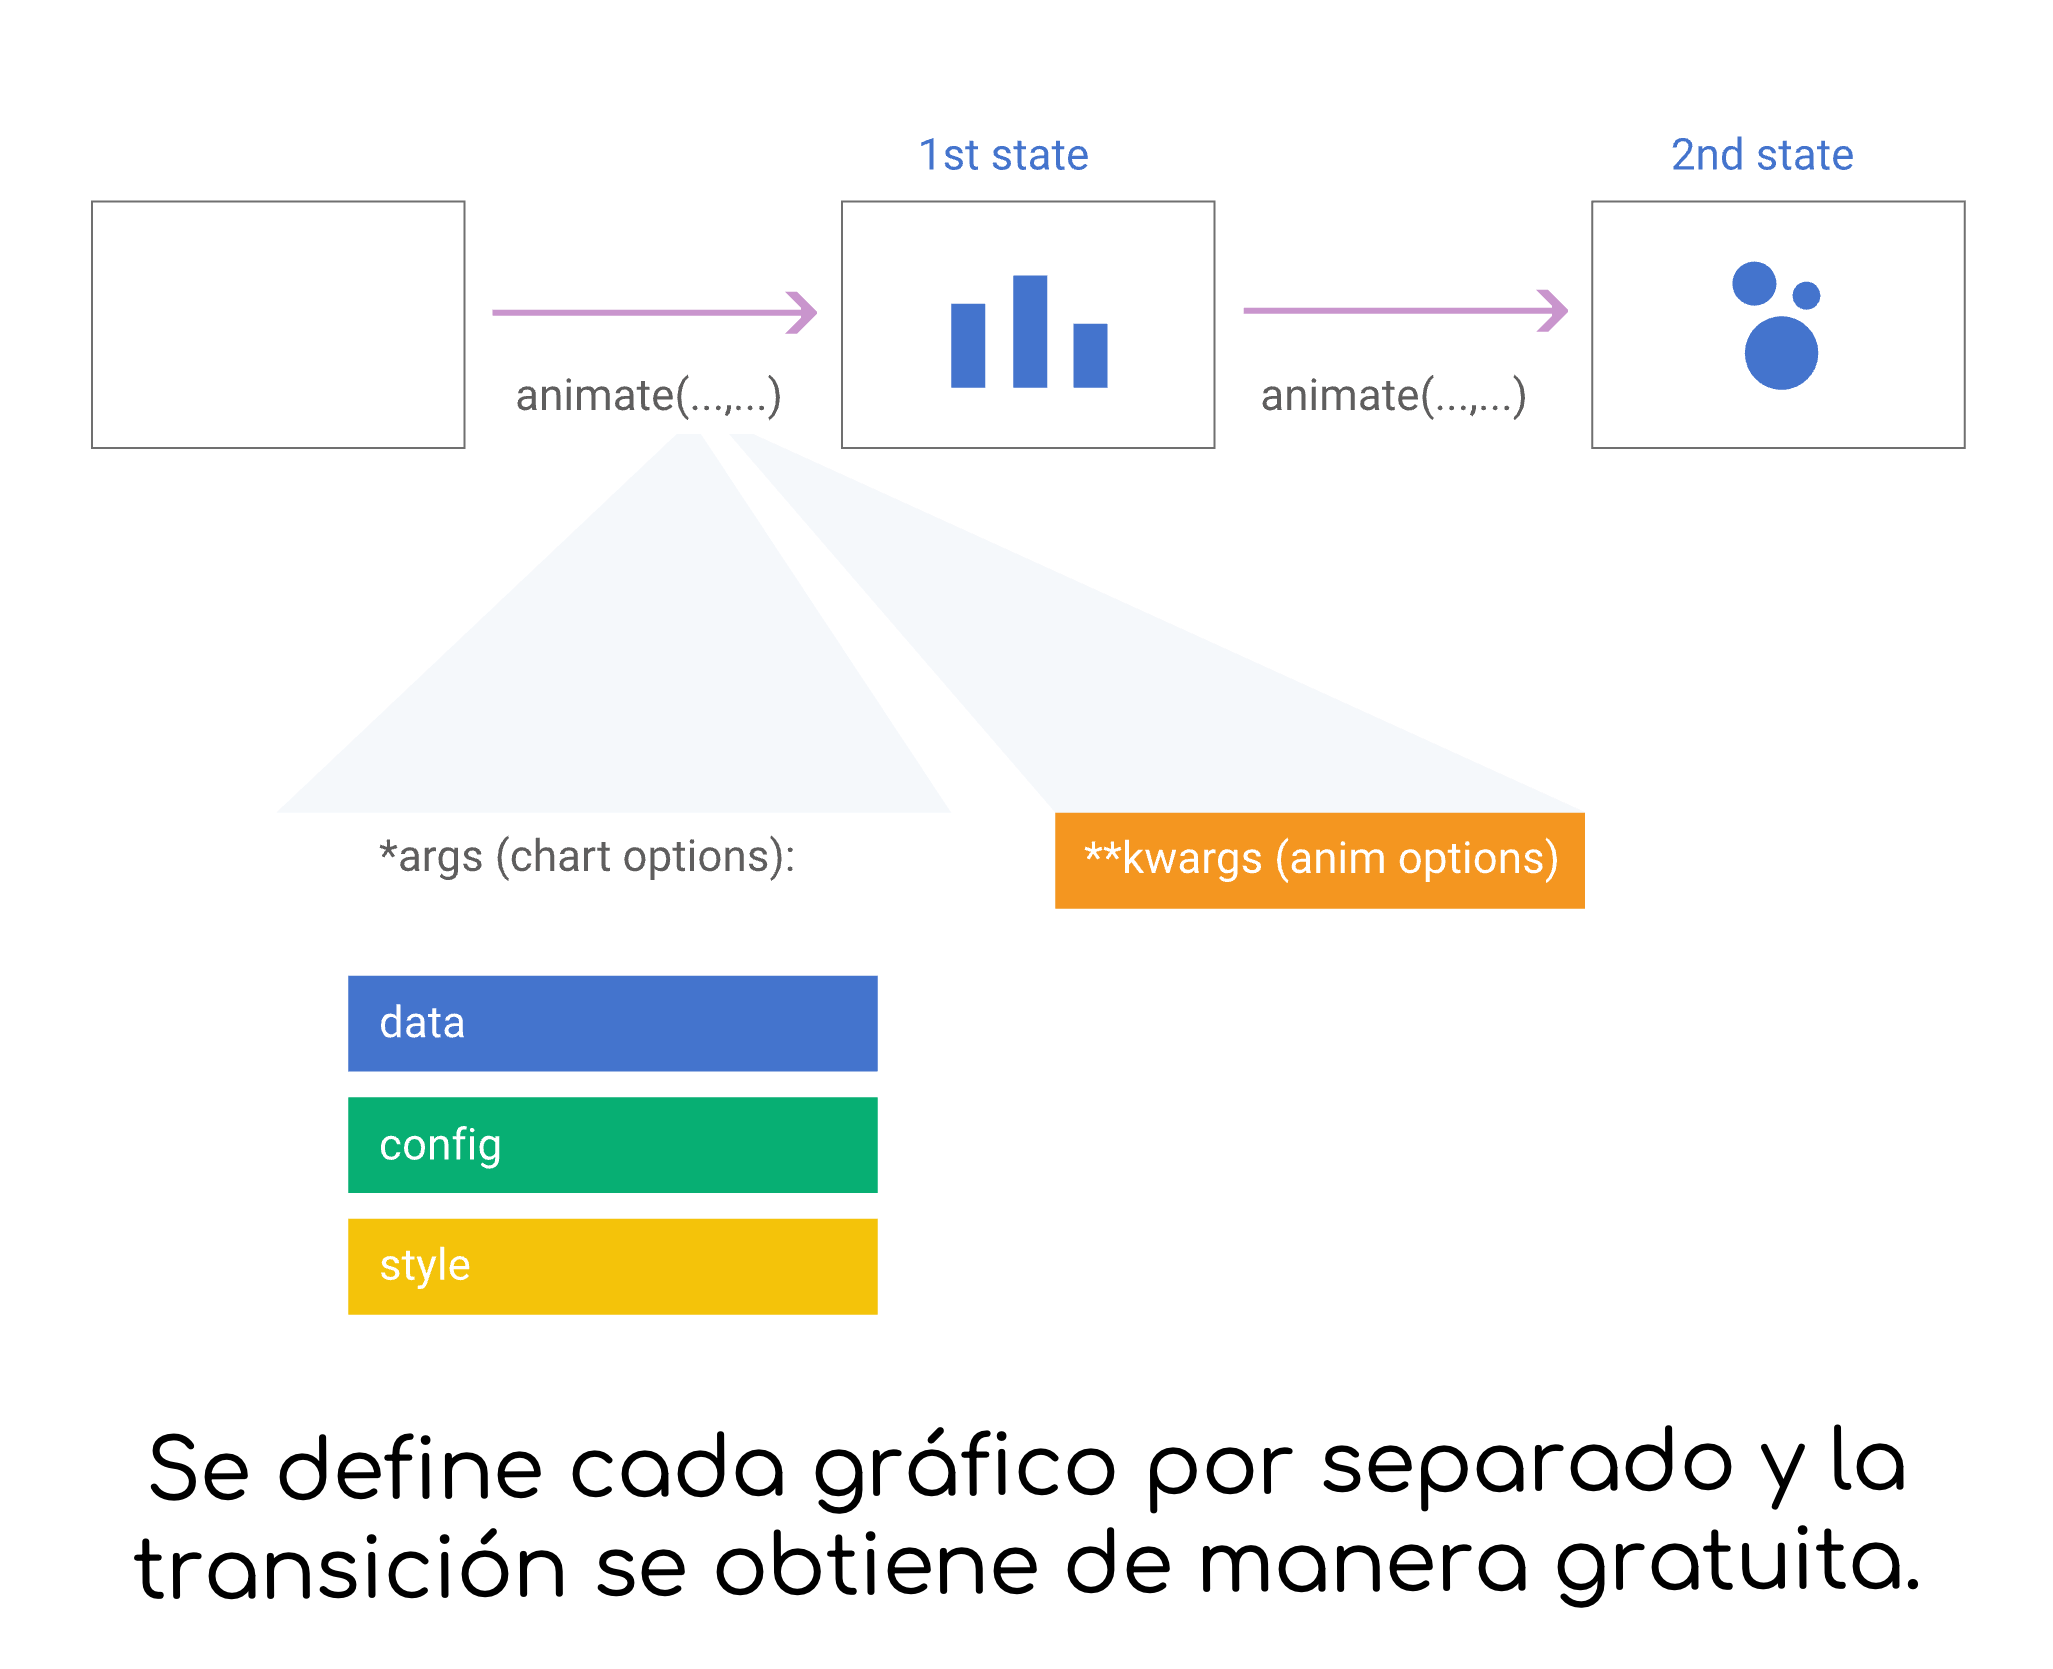 1st state
2nd state
animate(...,...)
animate(...,...)
*args (chart options):
**kwargs (anim options)
data
config
style
Se define cada gráfico por separado y la
transición se obtiene de manera gratuita.